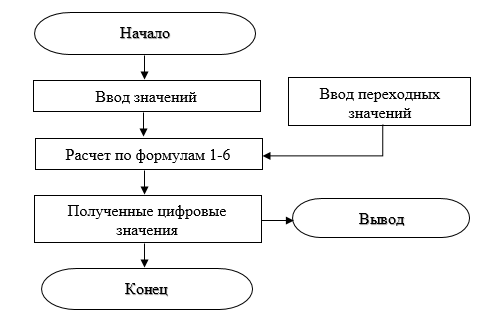 Начало
Ввод значений
Ввод переходных
значений
Расчет по формулам 1-6
Полученные цифровые
значения
Вывод
Конец